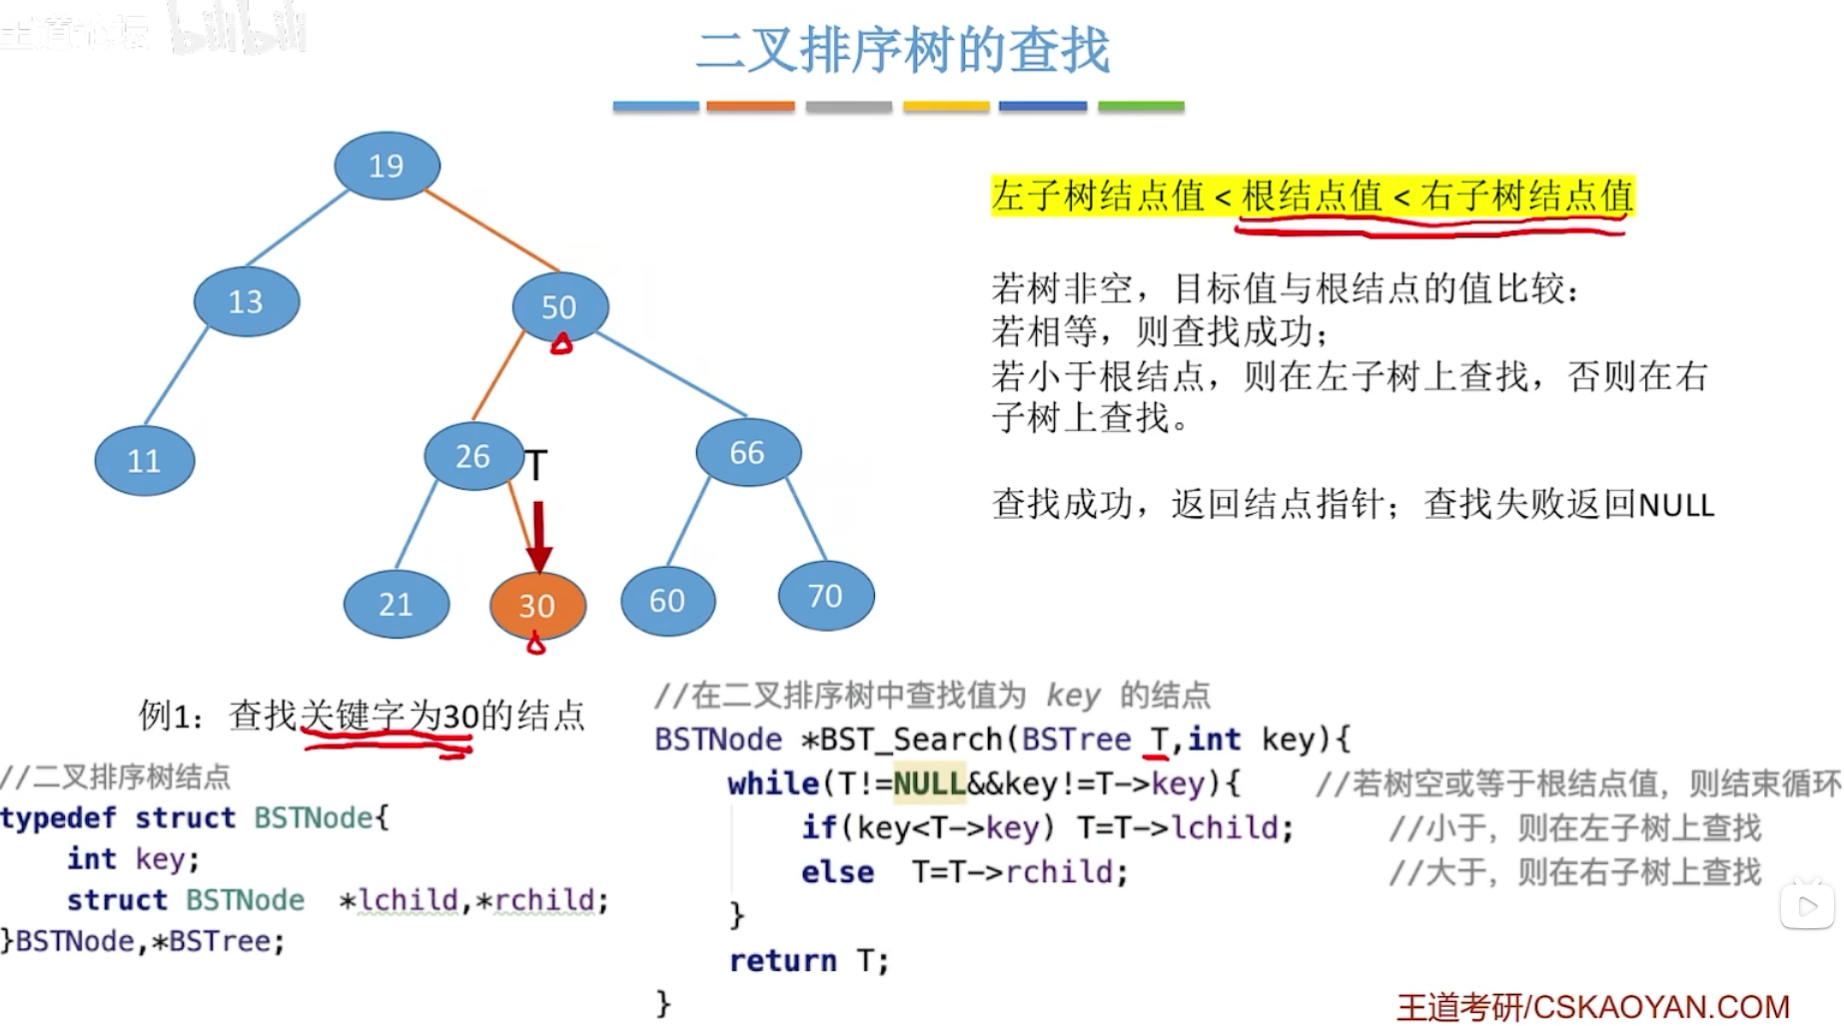 王道论坛 bilibili
二叉排序树的查找
19
13
50
11
26
T
66
21
30
60
70
左子树结点值 < 根结点值 < 右子树结点值
若树非空，目标值与根结点的值比较：
若相等，则查找成功；
若小于根结点，则在左子树上查找，否则在右
子树上查找。
查找成功，返回结点指针；查找失败返回NULL
例1：查找关键字为30的结点
//二叉排序树结点
typedef struct BSTNode{
    int key;
    struct BSTNode  *lchild,*rchild;
}BSTNode,*BSTree;
//在二叉排序树中查找值为 key 的结点
BSTNode *BST_Search(BSTree T,int key){
    while(T!=NULL&&key!=T->key){    //若树空或等于根结点值，则结束循环
        if(key<T->key) T=T->lchild;    //小于，则在左子树上查找
        else  T=T->rchild;    //大于，则在右子树上查找
    }
    return T;
}
王道考研/CSKAOYAN.COM